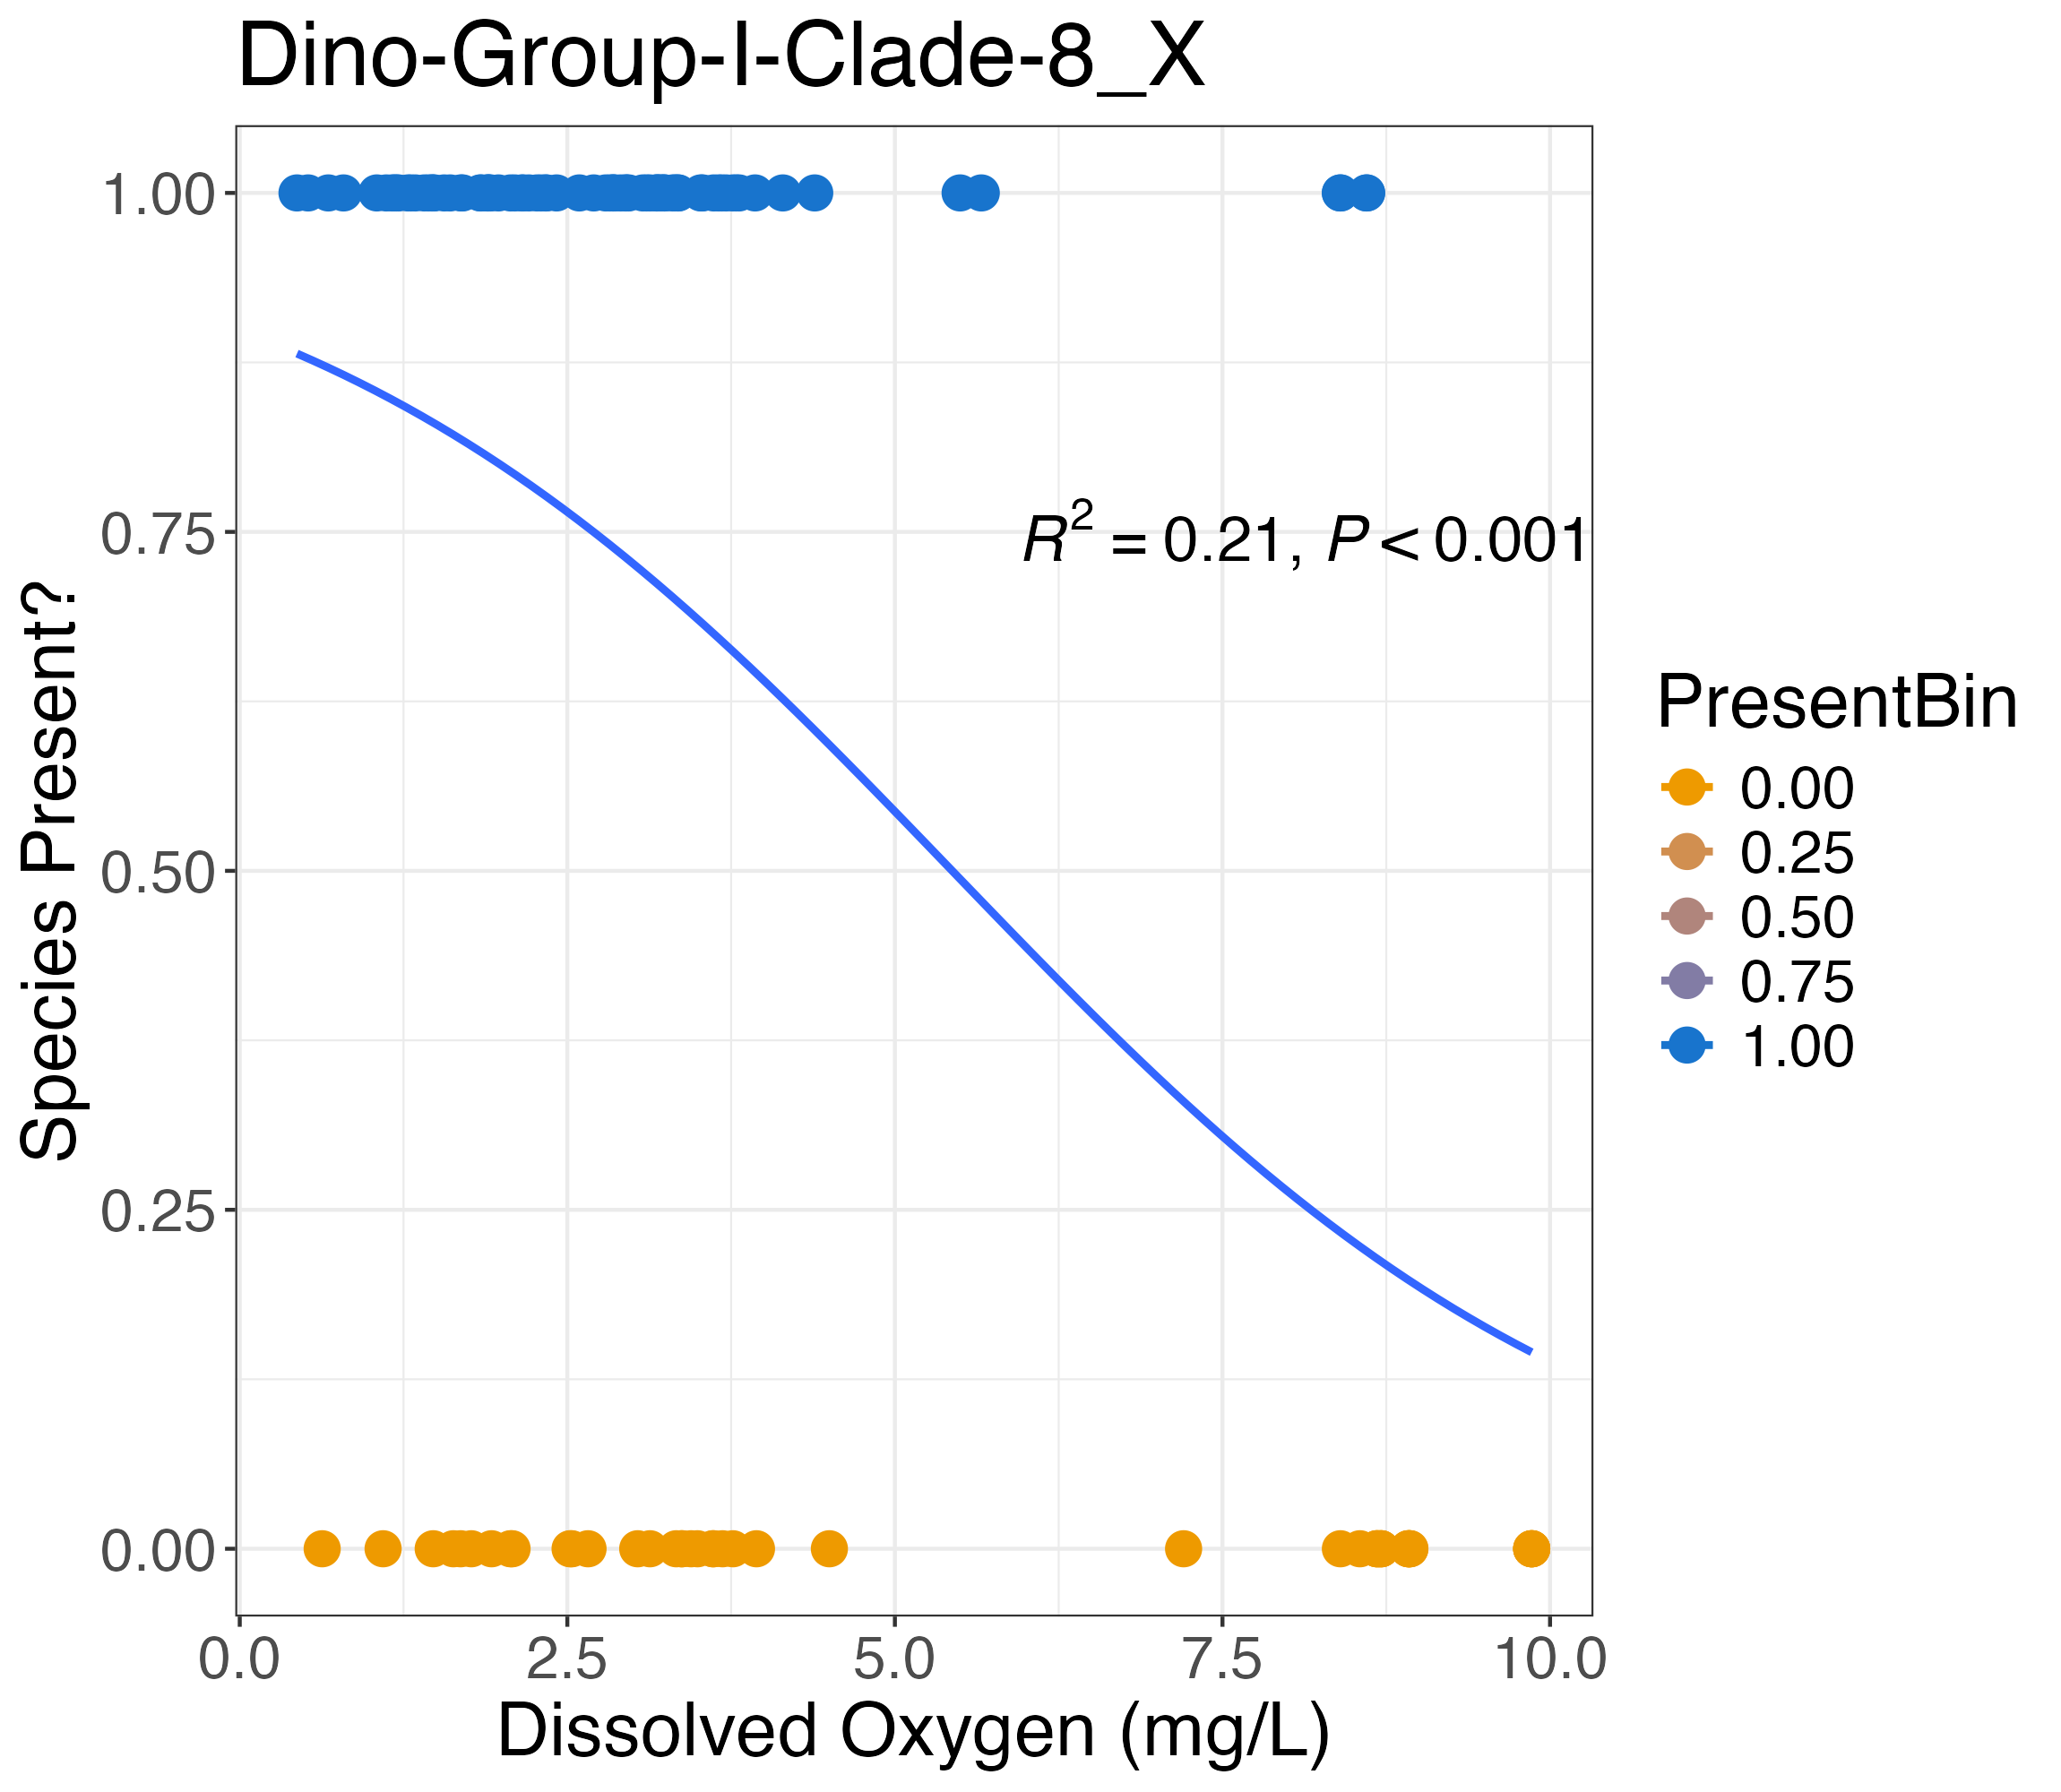 Dino-Group-I-Clade-8_X
Species Present?
1.00
0.75
0.50
0.25
0.00
R² = 0.21, P < 0.001
0.0 2.5 5.0 7.5 10.0
Dissolved Oxygen (mg/L)
PresentBin
0.00
0.25
0.50
0.75
1.00